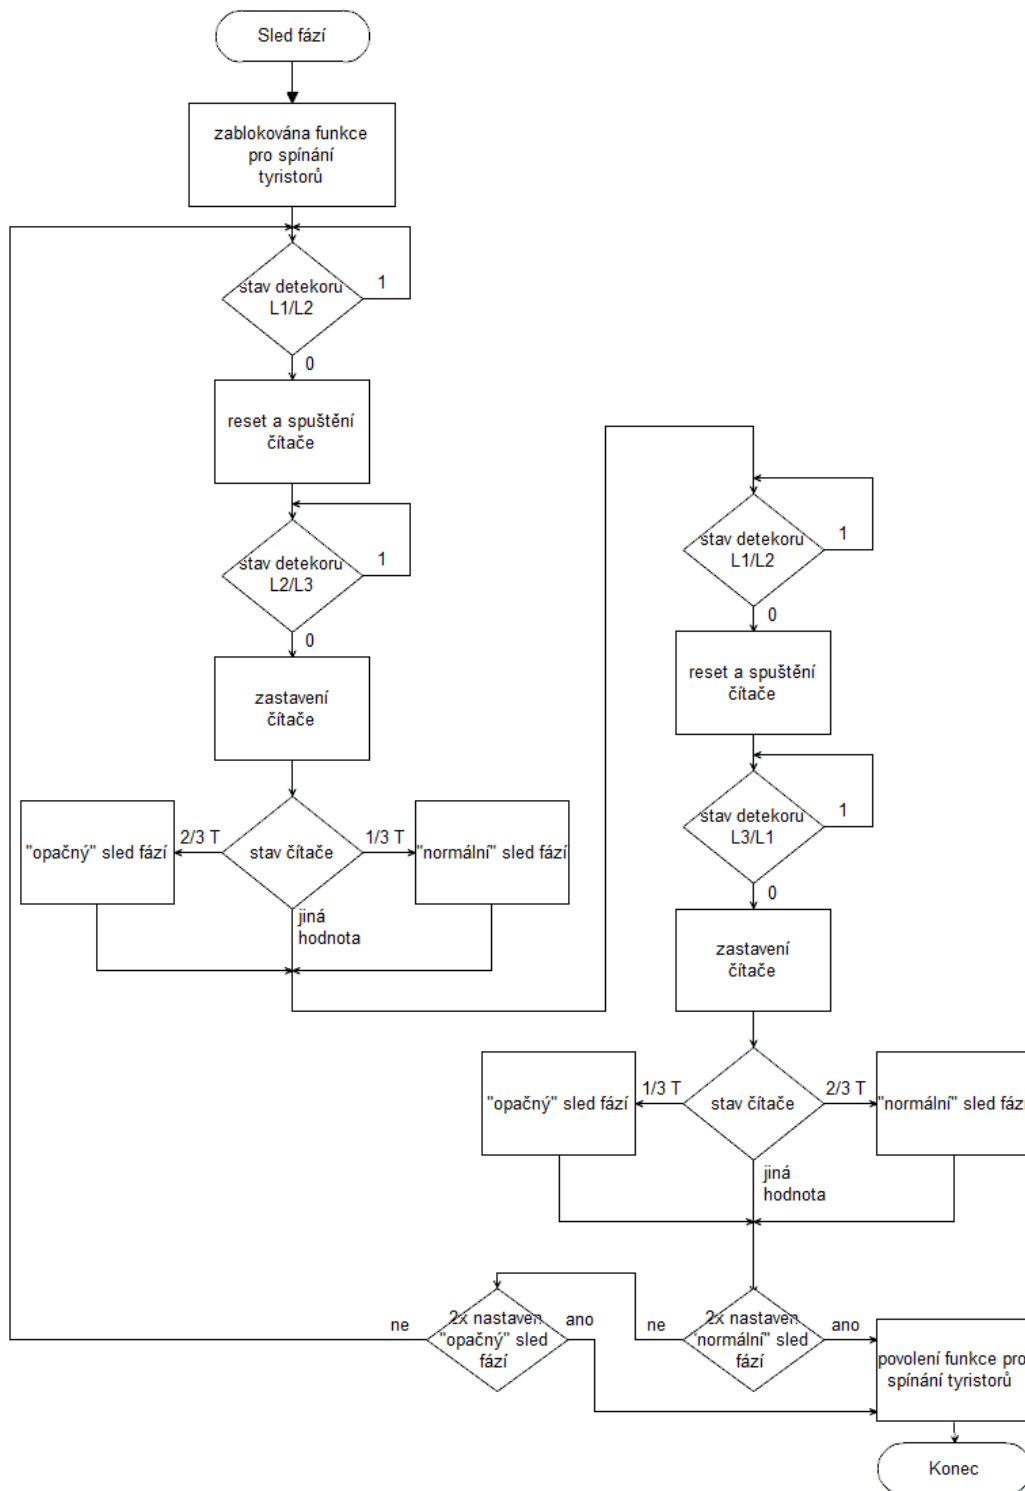 Sled fází
zablokována funkce
pro spínání
tyristorů
stav detekoru
L1/L2
1
0
reset a spuštění
čítače
stav detekoru
L2/L3
1
0
zastavení
čítače
"opačný" sled fází
2/3 T
stav čítače
1/3 T
"normální" sled fází
jiná
hodnota
stav detekoru
L1/L2
1
0
reset a spuštění
čítače
stav detekoru
L3/L1
1
0
zastavení
čítače
"opačný" sled fází
1/3 T
stav čítače
2/3 T
"normální" sled fází
jiná
hodnota
ne
2x nastaven
"opačný" sled
fází
ano
ne
2x nastaven
"normální" sled
fází
ano
povolení funkce pro
spínání tyristorů
Konec